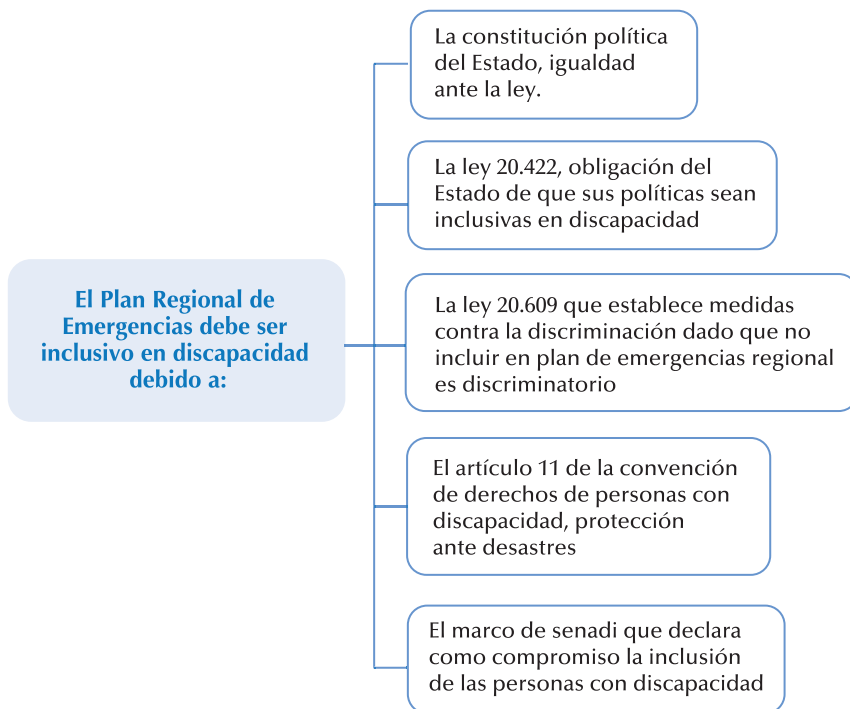 La constitución política
del Estado, igualdad
ante la ley.
La ley 20.422, obligación del
Estado de que sus políticas sean
inclusivas en discapacidad
El Plan Regional de
Emergencias debe ser
inclusivo en discapacidad
debido a:
La ley 20.609 que establece medidas
contra la discriminación dado que no
incluir en plan de emergencias regional
es discriminatorio
El artículo 11 de la convención
de derechos de personas con
discapacidad, protección
ante desastres
El marco de senadi que declara
como compromiso la inclusión
de las personas con discapacidad